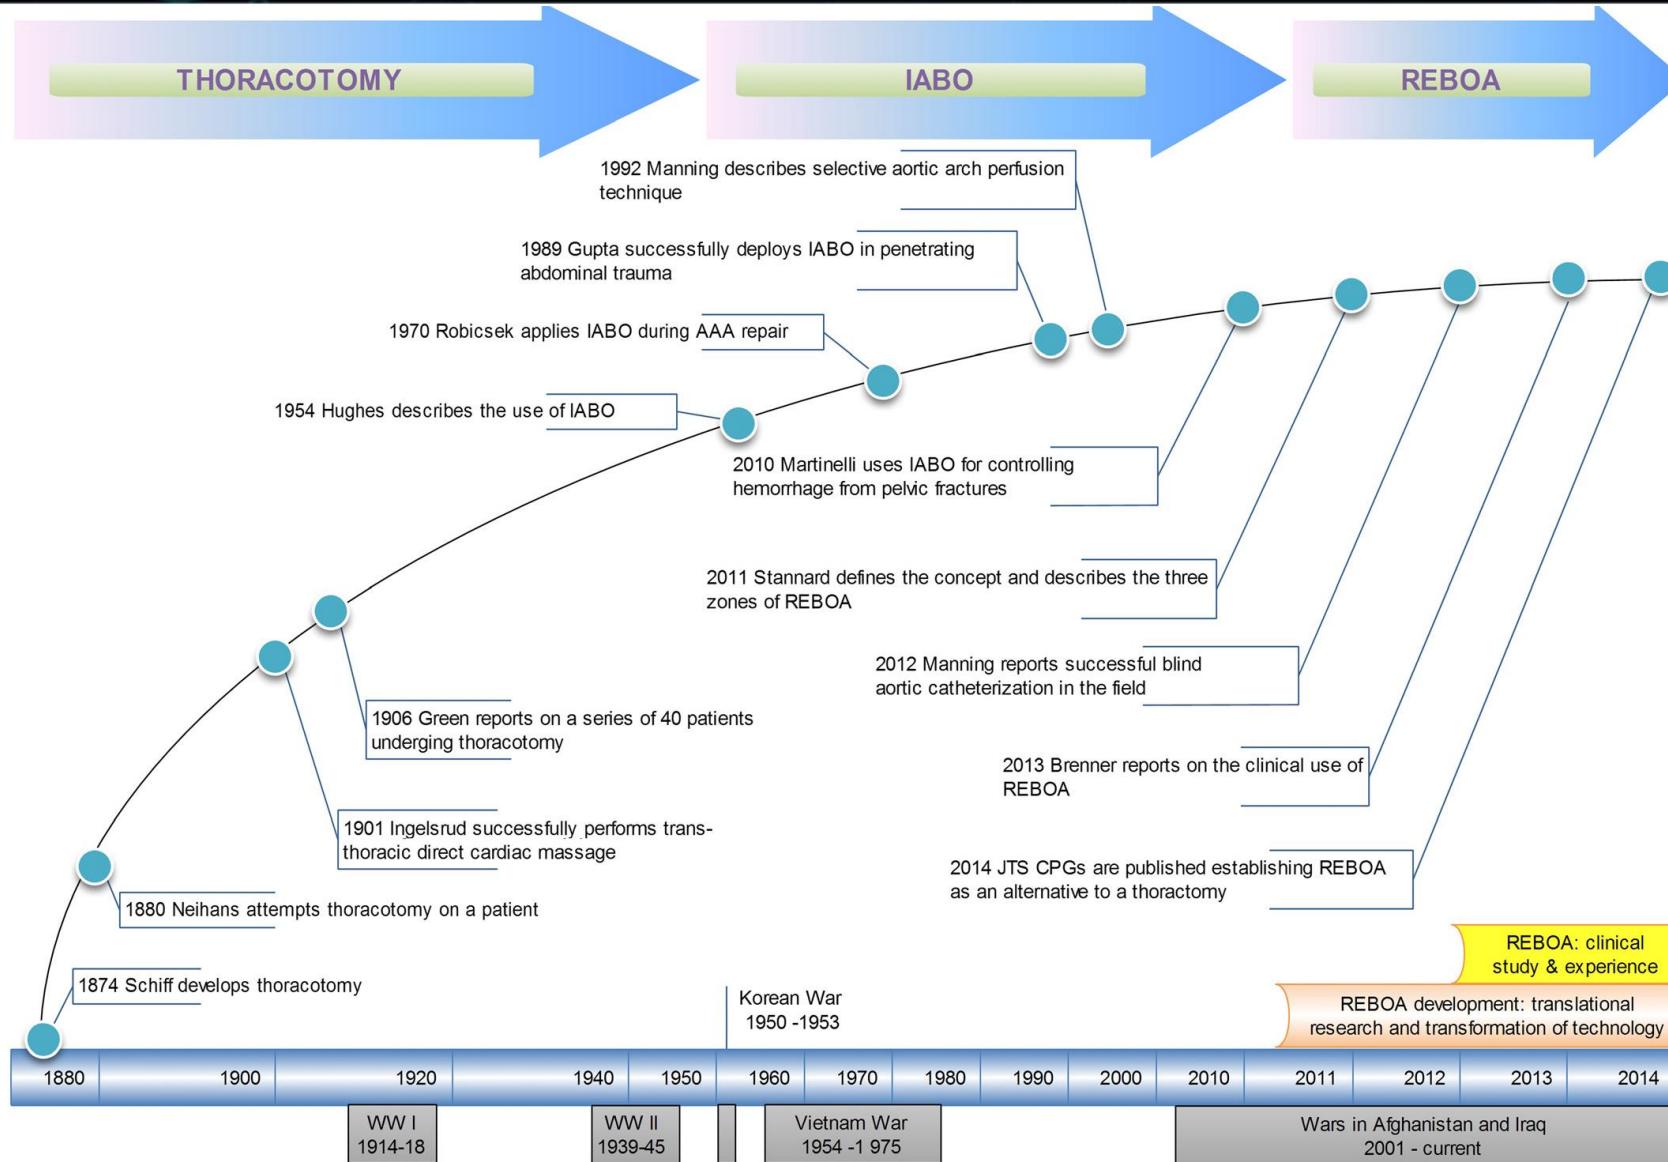 THORACOTOMY
IABO
REBOA
1992 Manning describes selective aortic arch perfusion
technique
1989 Gupta successfully deploys IABO in penetrating
abdominal trauma
1970 Robicsek applies IABO during AAA repair
1954 Hughes describes the use of IABO
2010 Martinelli uses IABO for controlling
hemorrhage from pelvic fractures
2011 Stannard defines the concept and describes the three
zones of REBOA
2012 Manning reports successful blind
aortic catheterization in the field
1906 Green reports on a series of 40 patients
underging thoracotomy
2013 Brenner reports on the clinical use of
REBOA
1901 Ingelsrud successfully performs trans-
thoracic direct cardiac massage
2014 JTS CPGs are published establishing REBOA
as an alternative to a thoractomy
1880 Neihans attempts thoracotomy on a patient
REBOA: clinical
study & experience
1874 Schiff develops thoracotomy
Korean War
1950 -1953
REBOA development: translational
research and transformation of technology
1880 1900 1920 1940 1950 1960 1970 1980 1990 2000 2010 2011 2012 2013 2014
WW I
1914-18
WW II
1939-45
Vietnam War
1954 -1 975
Wars in Afghanistan and Iraq
2001 - current